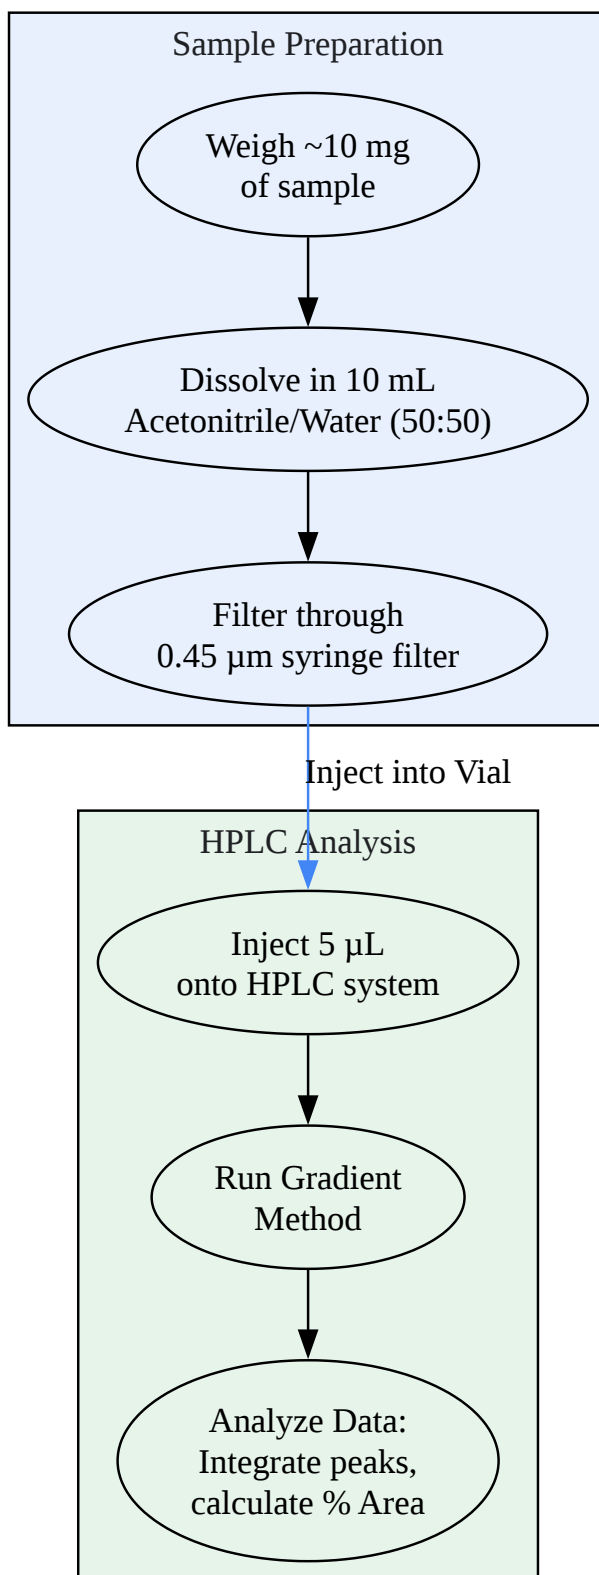 Sample Preparation
Weigh ~10 mg
of sample
Dissolve in 10 mL
Acetonitrile/Water (50:50)
Filter through
0.45 µm syringe filter
Inject into Vial
HPLC Analysis
Inject 5 µL
onto HPLC system
Run Gradient
Method
Analyze Data:
Integrate peaks,
calculate % Area